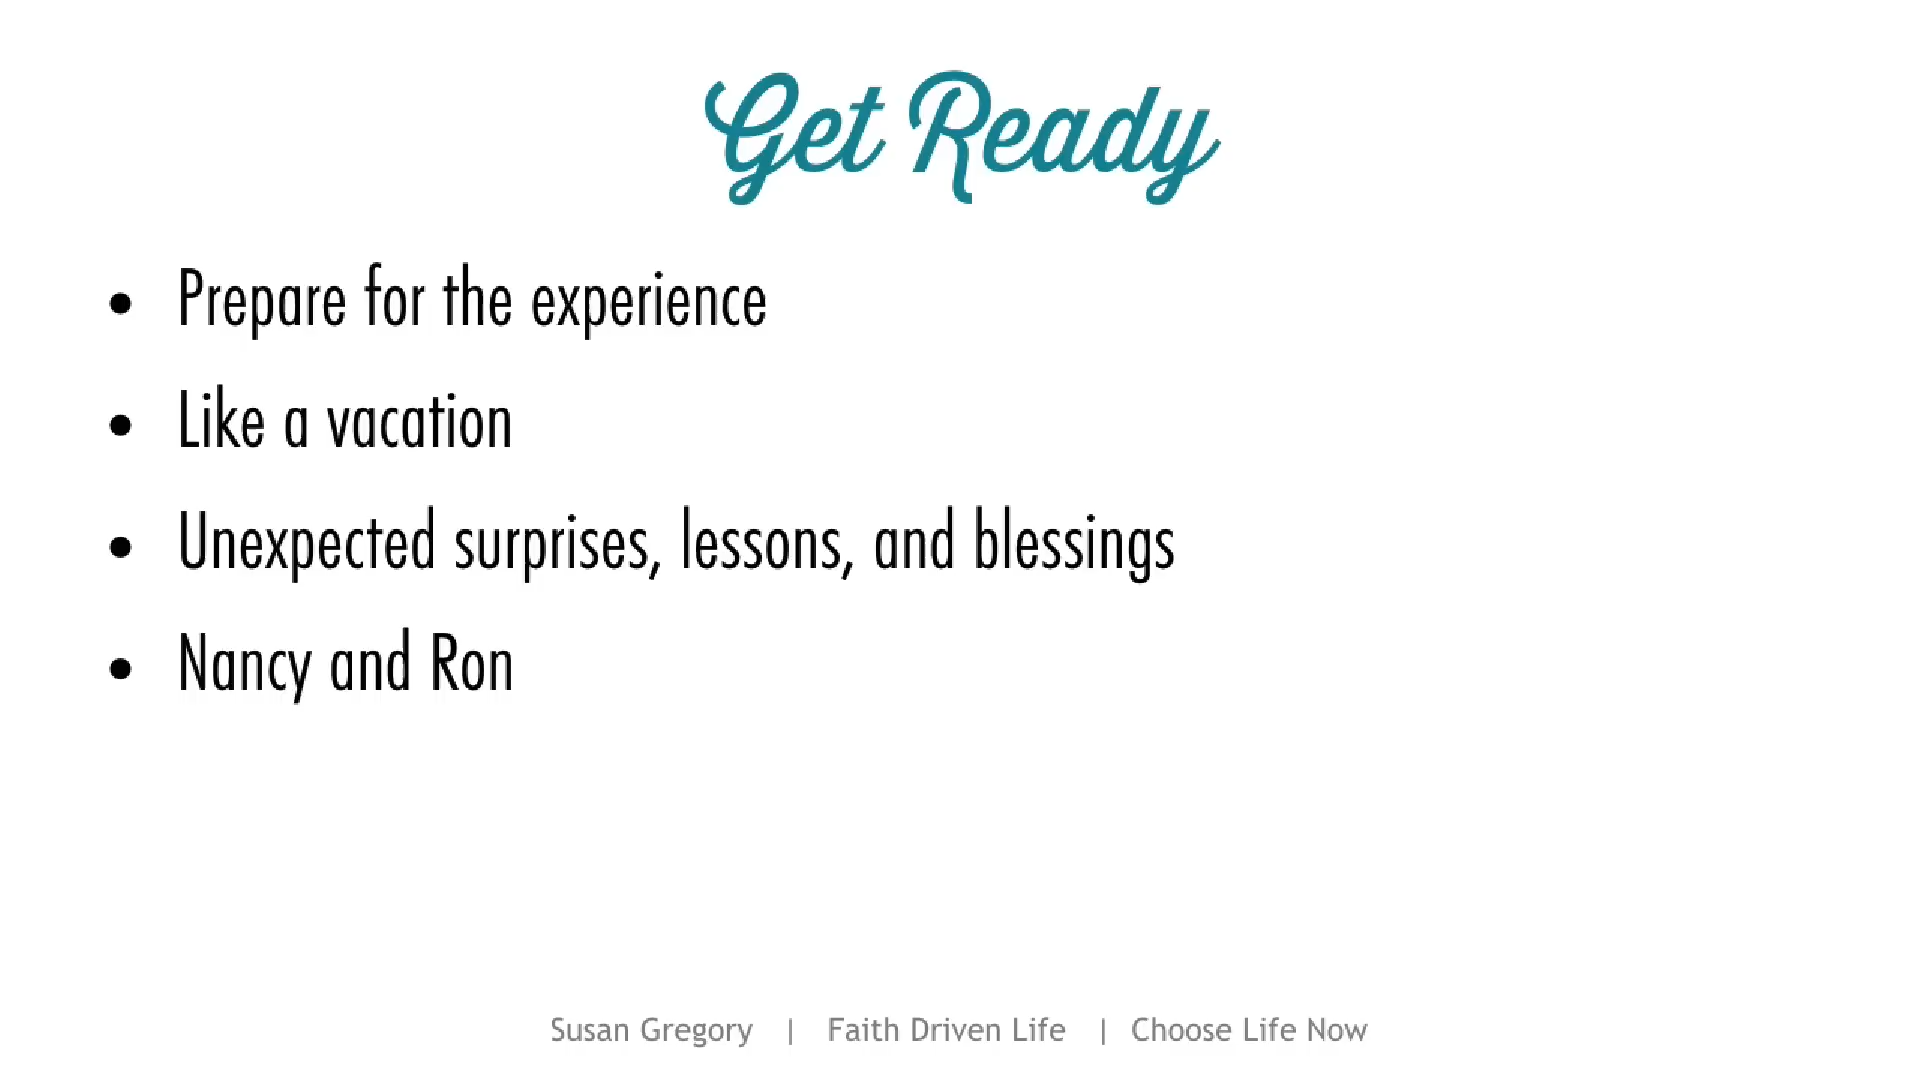 Get Ready
• Prepare for the experience
• Like a vacation
• Unexpected surprises, lessons, and blessings
• Nancy and Ron
Susan Gregory | Faith Driven Life | Choose Life Now